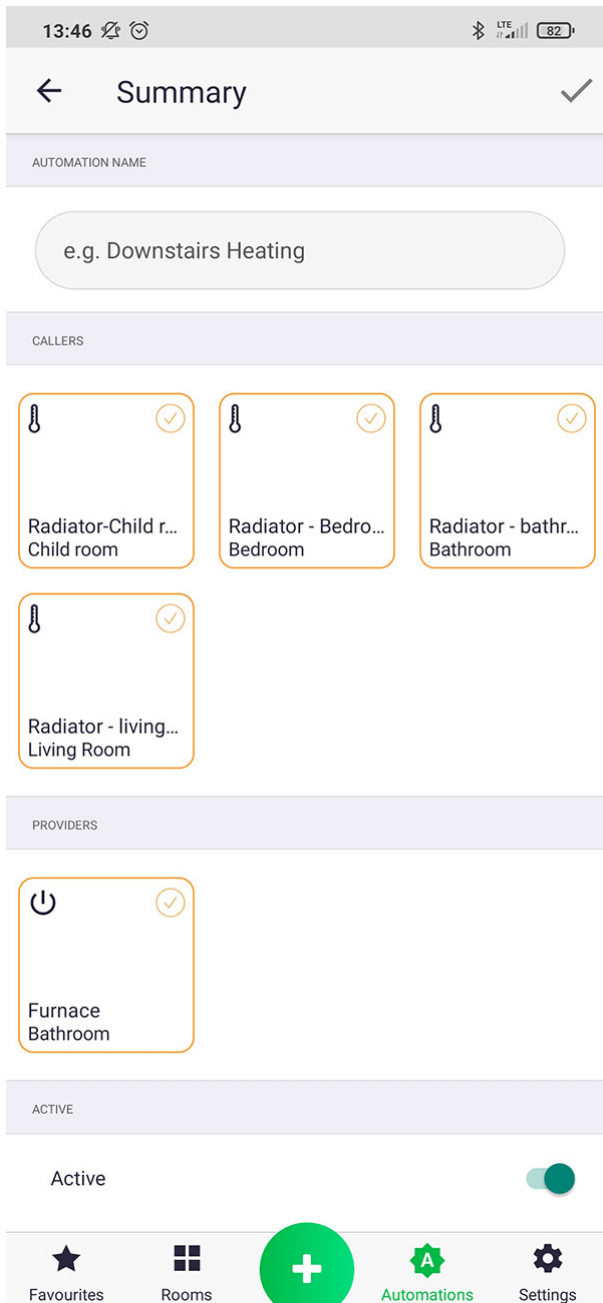 13:46 LTE 82
Summary
AUTOMATION NAME
e.g. Downstairs Heating
CALLERS
Radiator-Child r...
Child room
Radiator - Bedro...
Bedroom
Radiator - bathr...
Bathroom
Radiator - living...
Living Room
PROVIDERS
Furnace
Bathroom
ACTIVE
Active
A
Favourites Rooms Automations Settings